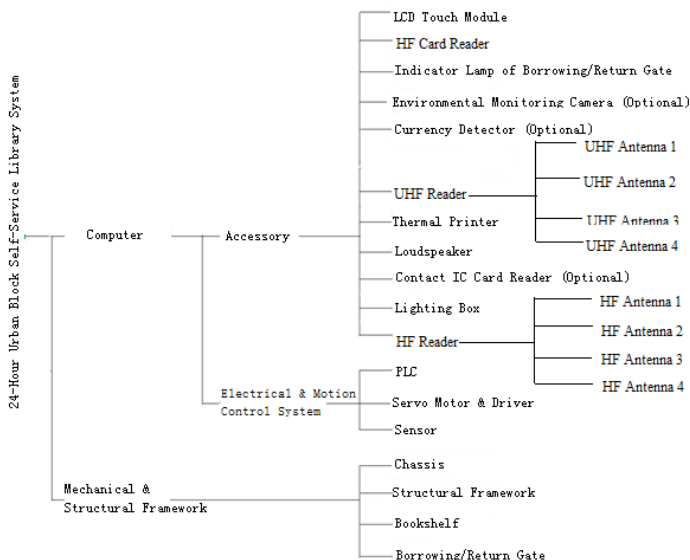 24-Hour Urban Block Self-Service Library System
Computer
Accessory
LCD Touch Module
HF Card Reader
Indicator Lamp of Borrowing/Return Gate
Environmental Monitoring Camera (Optional)
Currency Detector (Optional)
UHF Reader
UHF Antenna 1
UHF Antenna 2
UHF Antenna 3
UHF Antenna 4
Thermal Printer
Loudspeaker
Contact IC Card Reader (Optional)
Lighting Box
HF Reader
HF Antenna 1
HF Antenna 2
HF Antenna 3
HF Antenna 4
Electrical & Motion
Control System
PLC
Servo Motor & Driver
Sensor
Mechanical &
Structural Framework
Chassis
Structural Framework
Bookshelf
Borrowing/Return Gate